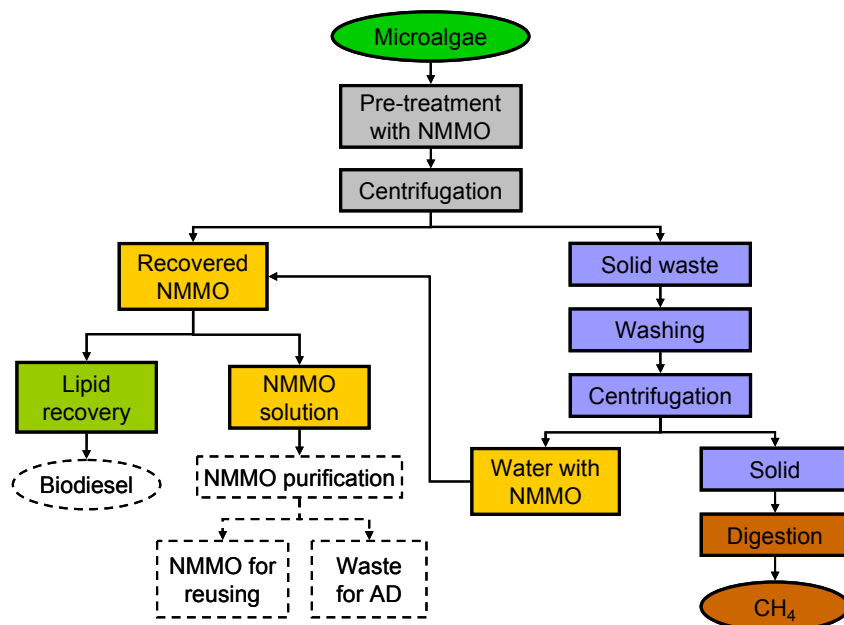 Microalgae
Pre-treatment
with NMMO
Centrifugation
Recovered
NMMO
Solid waste
Washing
Lipid
recovery
NMMO
solution
Centrifugation
Biodiesel
NMMO purification
Water with
NMMO
Solid
NMMO for
reusing
Waste
for AD
Digestion
CH₄